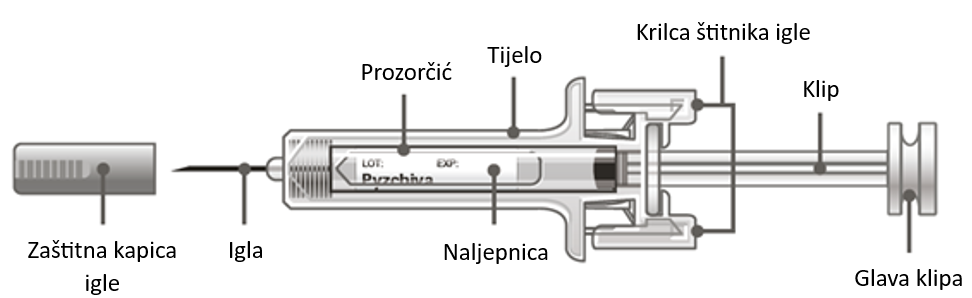 Krilca štitnika igle
Tijelo
Prozorčić
Klip
LOT: EXP:
Pyzchiva
Zaštitna kapica
igle
Igla
Naljepnica
Glava klipa